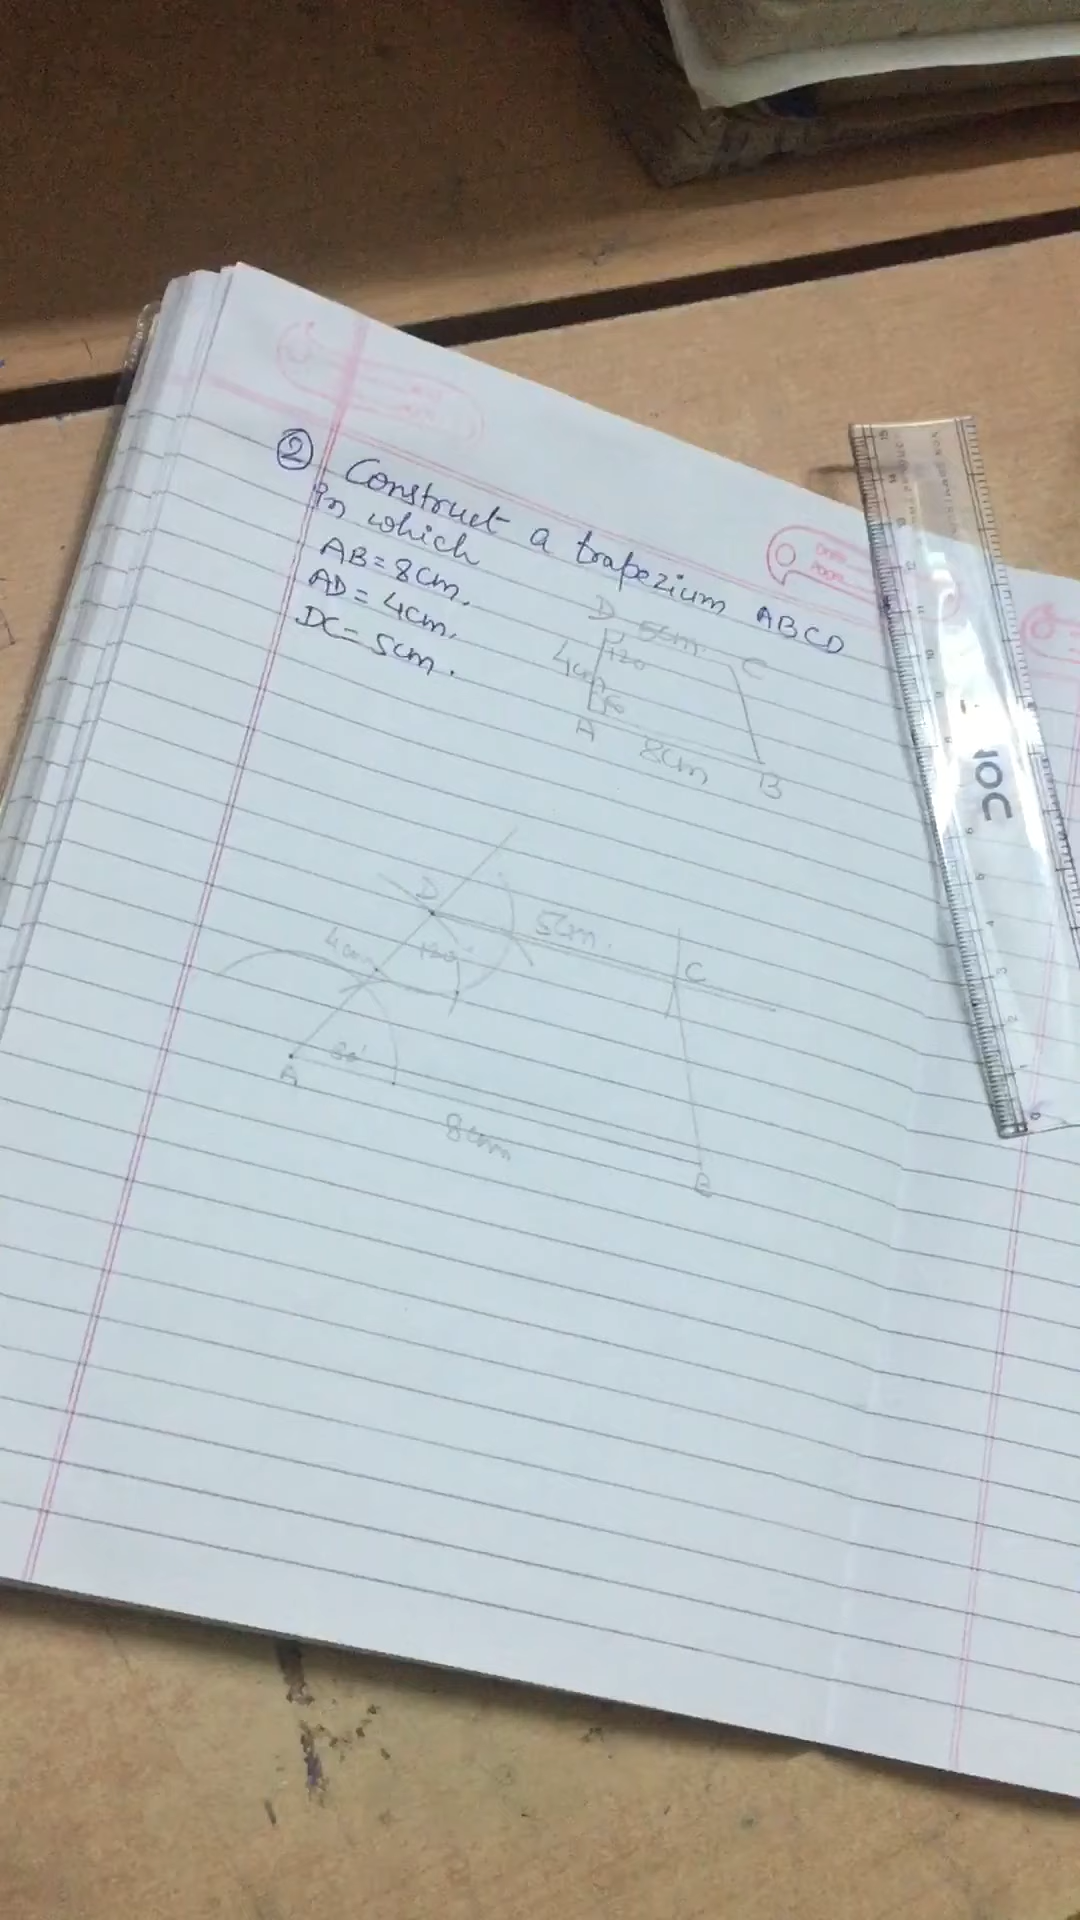 ② Construct a trapezium ABCD
in which
AB = 8cm.
AD = 4cm.
DC = 5cm.
D 5cm. C
120
4cm
60
A 8cm B
D 5cm.
4cm 120° C
60°
A
8cm
B
JOC